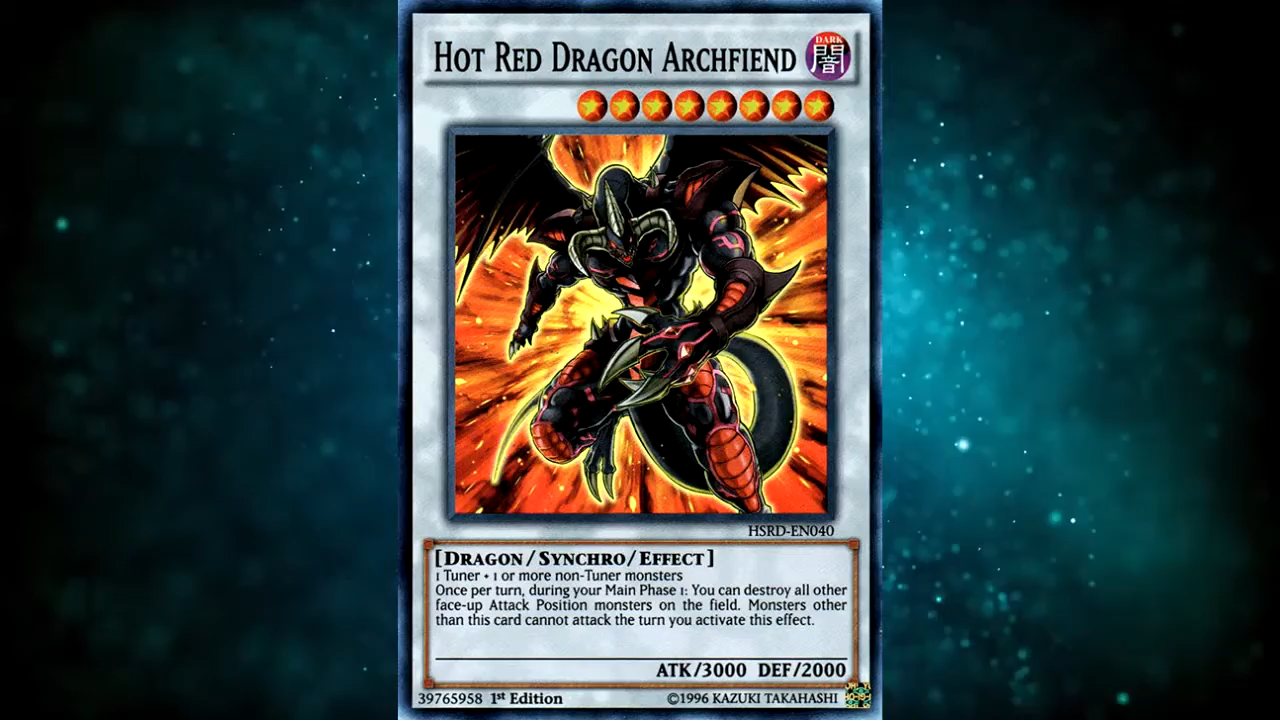 HOT RED DRAGON ARCHFIEND
DARK
闇
HSRD-EN040
[DRAGON/SYNCHRO/EFFECT]
1 Tuner + 1 or more non-Tuner monsters
Once per turn, during your Main Phase 1: You can destroy all other
face-up Attack Position monsters on the field. Monsters other
than this card cannot attack the turn you activate this effect.
ATK/3000 DEF/2000
39765958 1st Edition
©1996 KAZUKI TAKAHASHI